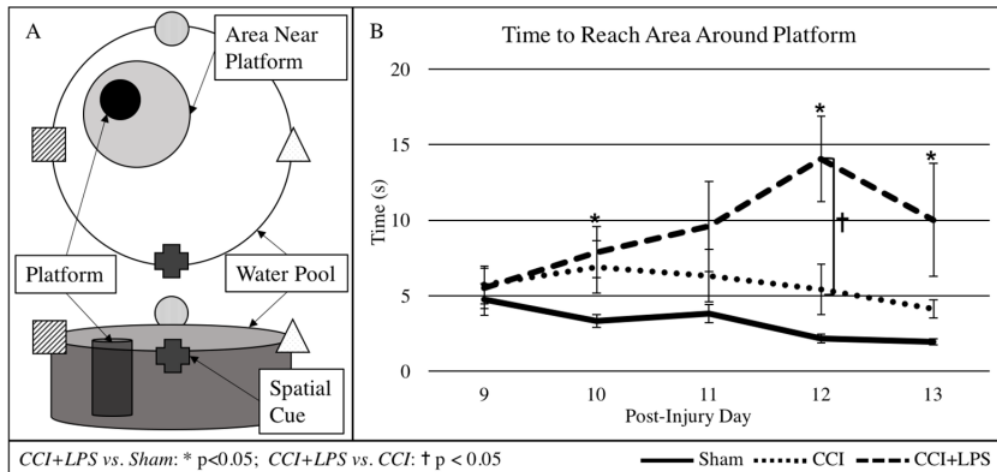 A
Area Near
Platform
Platform
Water Pool
Spatial
Cue
B
Time to Reach Area Around Platform
Time (s)
20
15
10
5
0
*
*
*
†
9 10 11 12 13
Post-Injury Day
CCI+LPS vs. Sham: * p<0.05; CCI+LPS vs. CCI: † p < 0.05
Sham CCI CCI+LPS